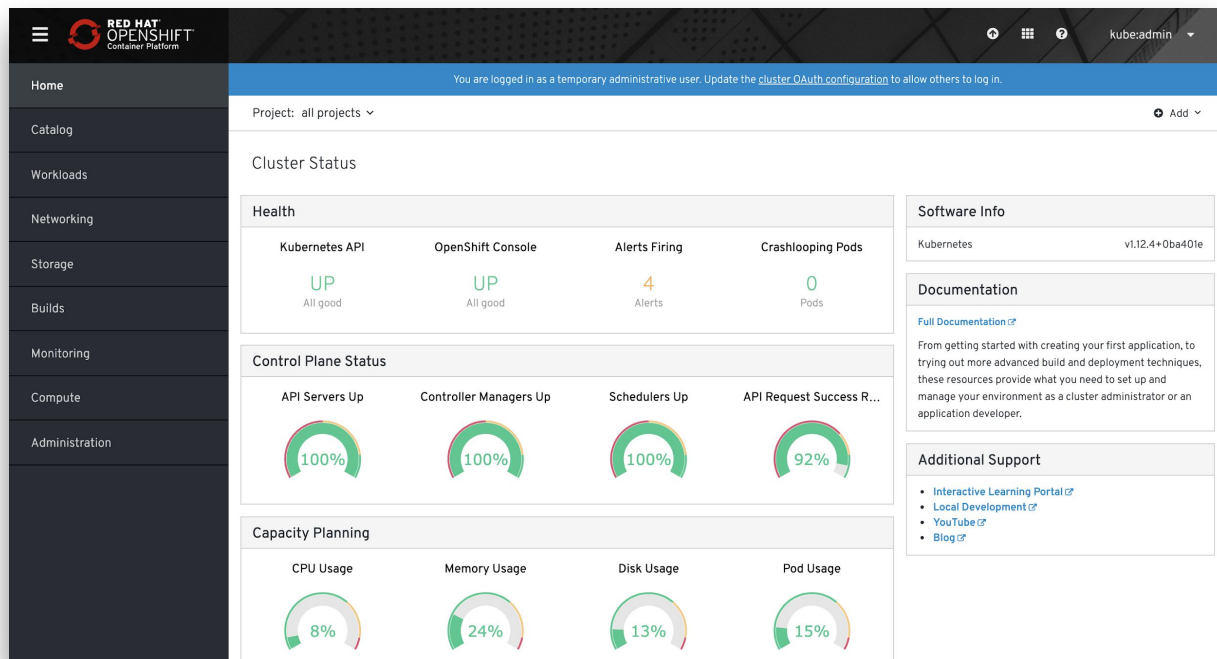 RED HAT®
OPENSHIFT®
Container Platform
kube:admin
Home
Catalog
Workloads
Networking
Storage
Builds
Monitoring
Compute
Administration
You are logged in as a temporary administrative user. Update the cluster OAuth configuration to allow others to log in.
Project: all projects
Add
Cluster Status
Health
Kubernetes API
OpenShift Console
Alerts Firing
Crashlooping Pods
UP
UP
4
0
All good
All good
Alerts
Pods
Control Plane Status
API Servers Up
Controller Managers Up
Schedulers Up
API Request Success R...
100%
100%
100%
92%
Capacity Planning
CPU Usage
Memory Usage
Disk Usage
Pod Usage
8%
24%
13%
15%
Software Info
Kubernetes
v1.12.4+0ba401e
Documentation
Full Documentation
From getting started with creating your first application, to
trying out more advanced build and deployment techniques,
these resources provide what you need to set up and
manage your environment as a cluster administrator or an
application developer.
Additional Support
• Interactive Learning Portal
• Local Development
• YouTube
• Blog